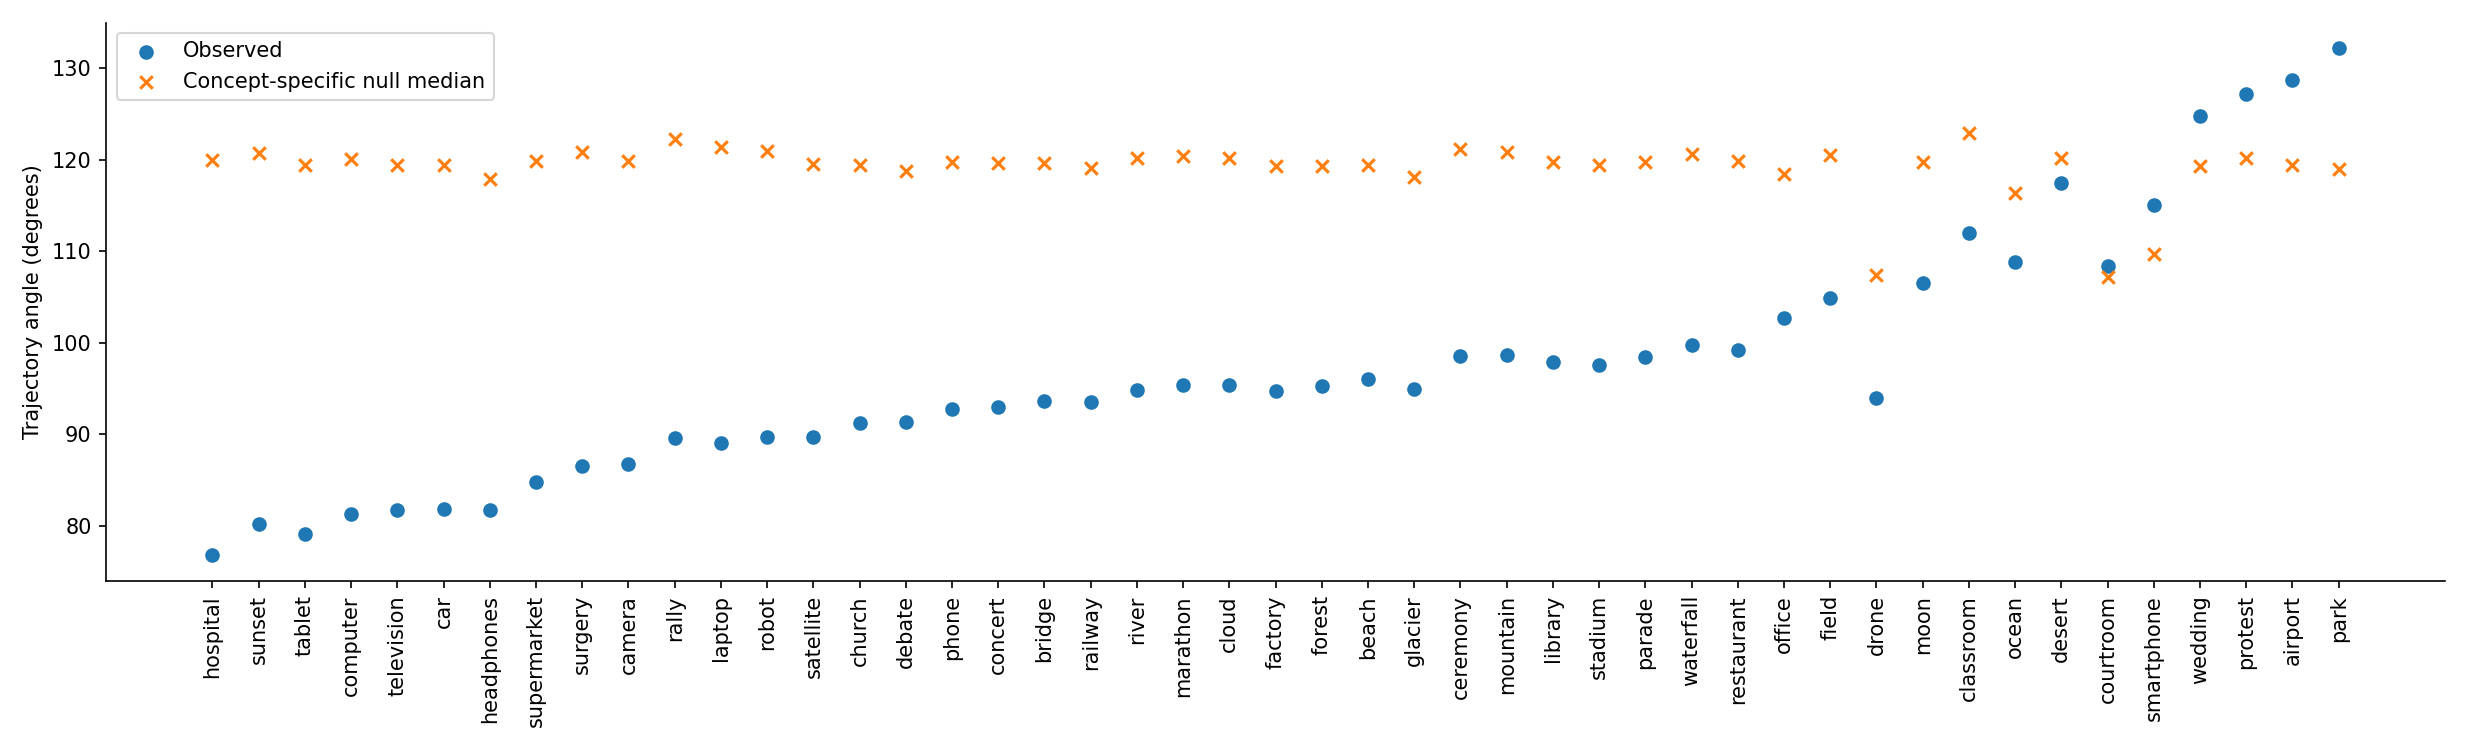 Observed
Concept-specific null median
Trajectory angle (degrees)
130
120
110
100
90
80
hospital
sunset
tablet
computer
television
car
headphones
supermarket
surgery
camera
rally
laptop
robot
satellite
church
debate
phone
concert
bridge
railway
river
marathon
cloud
factory
forest
beach
glacier
ceremony
mountain
library
stadium
parade
waterfall
restaurant
office
field
drone
moon
classroom
ocean
desert
courtroom
smartphone
wedding
protest
airport
park